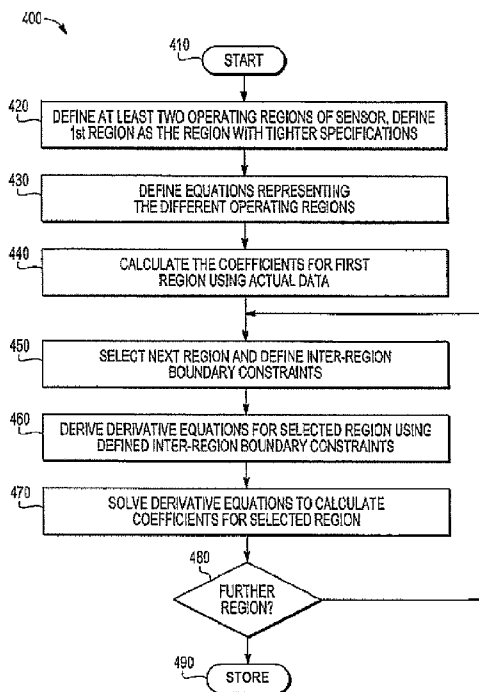 400
410
START
420
DEFINE AT LEAST TWO OPERATING REGIONS OF SENSOR, DEFINE
1st REGION AS THE REGION WITH TIGHTER SPECIFICATIONS
430
DEFINE EQUATIONS REPRESENTING
THE DIFFERENT OPERATING REGIONS
440
CALCULATE THE COEFFICIENTS FOR FIRST
REGION USING ACTUAL DATA
450
SELECT NEXT REGION AND DEFINE INTER-REGION
BOUNDARY CONSTRAINTS
460
DERIVE DERIVATIVE EQUATIONS FOR SELECTED REGION USING
DEFINED INTER-REGION BOUNDARY CONSTRAINTS
470
SOLVE DERIVATIVE EQUATIONS TO CALCULATE
COEFFICIENTS FOR SELECTED REGION
480
FURTHER
REGION?
490
STORE